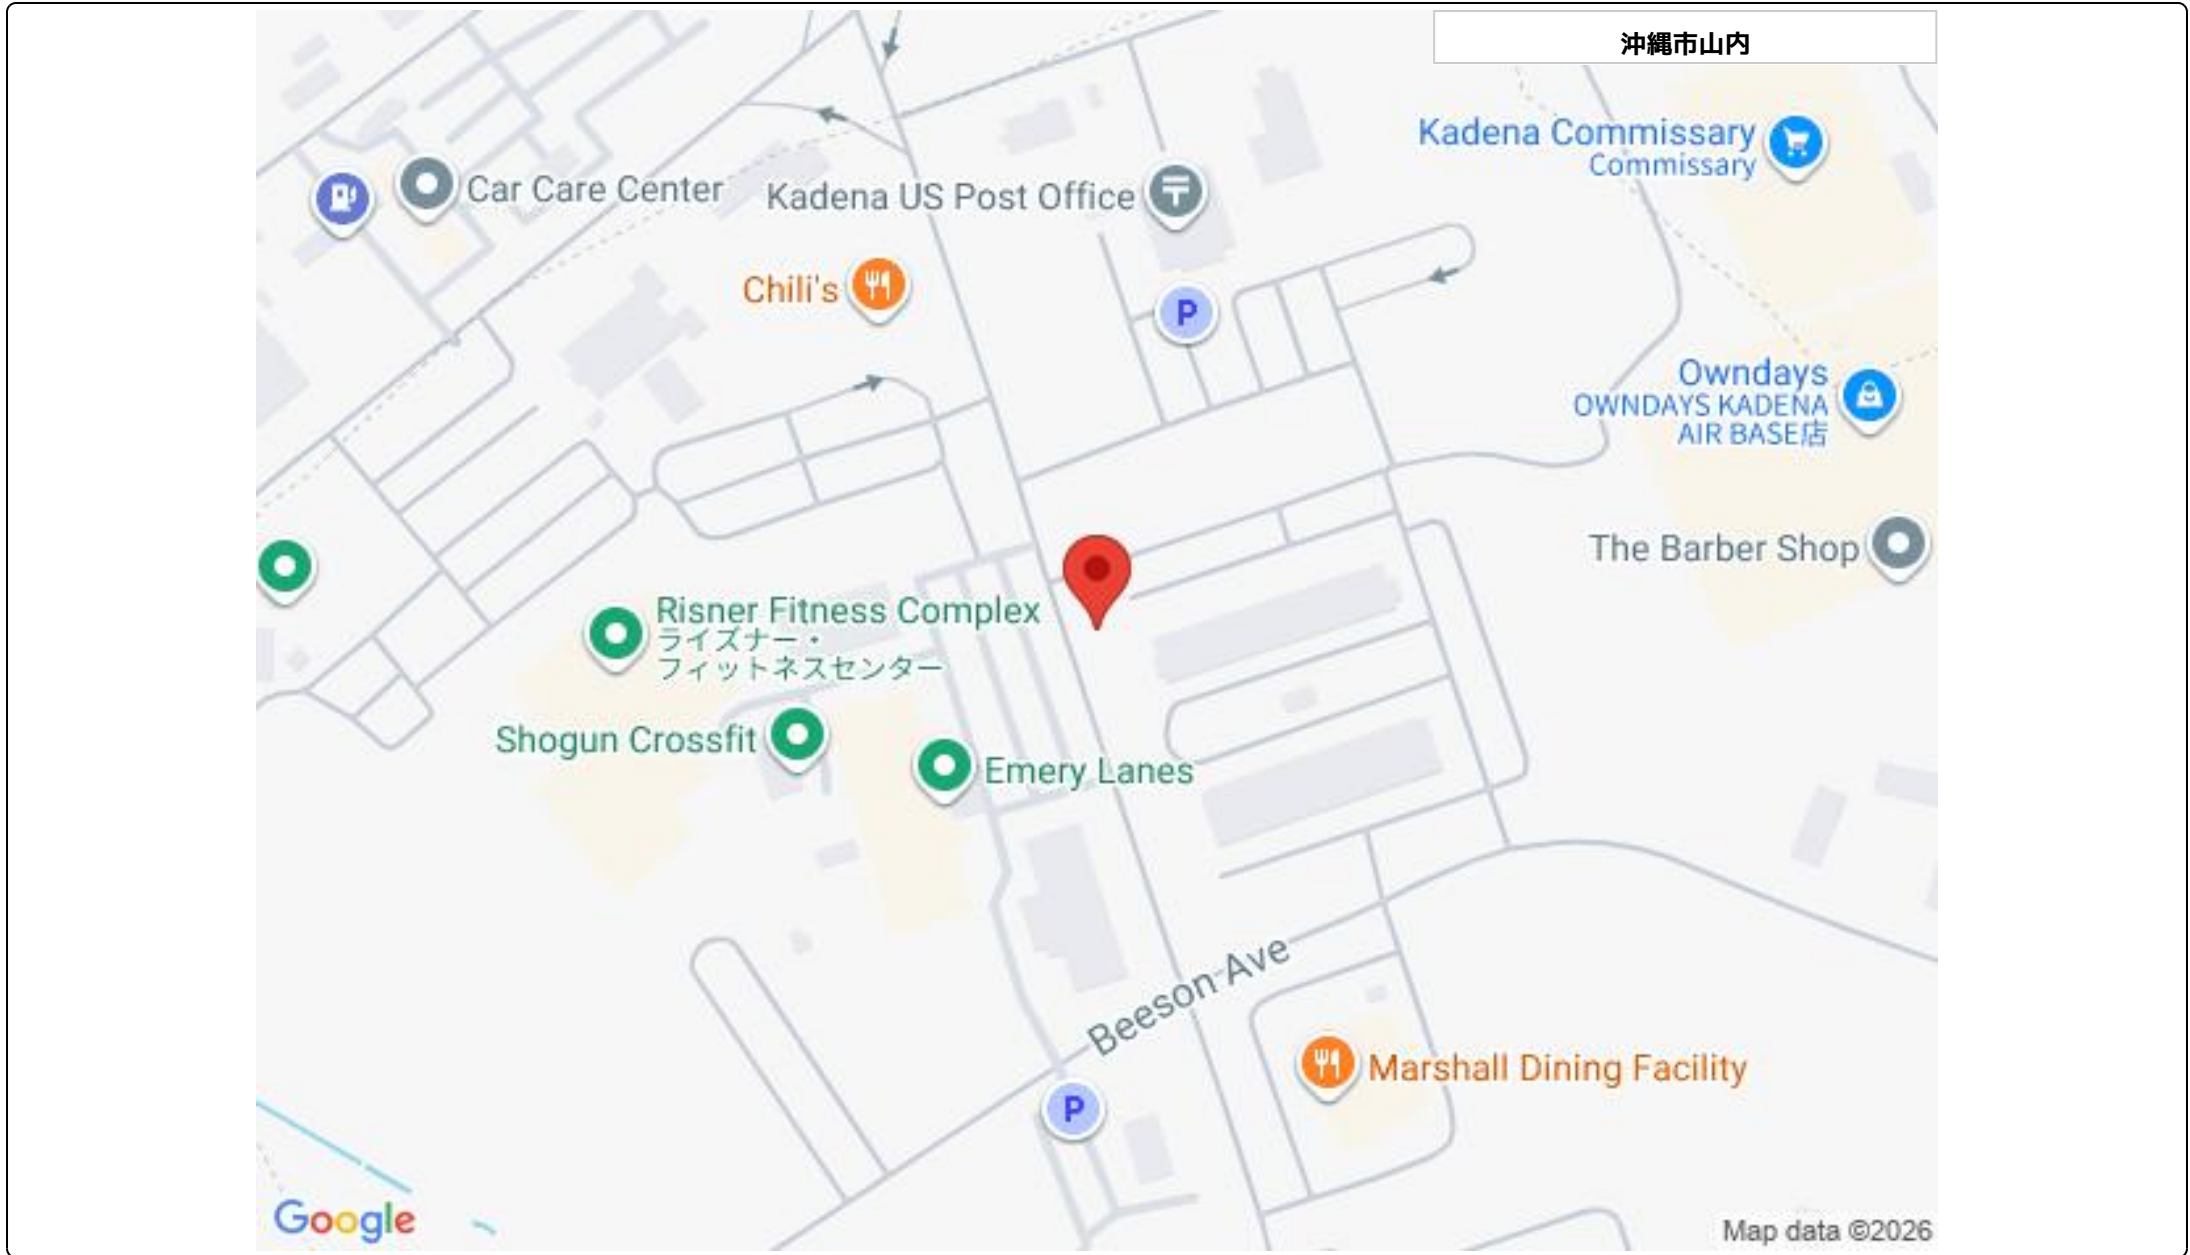 沖縄市山内
Kadena Commissary
Commissary
Car Care Center
Kadena US Post Office
Chili's
P
Owndays
OWNDAYS KADENA
AIR BASE店
The Barber Shop
Risner Fitness Complex
ライズナー・
フィットネスセンター
Shogun Crossfit
Emery Lanes
Beeson Ave
Marshall Dining Facility
P
Google
Map data ©2026